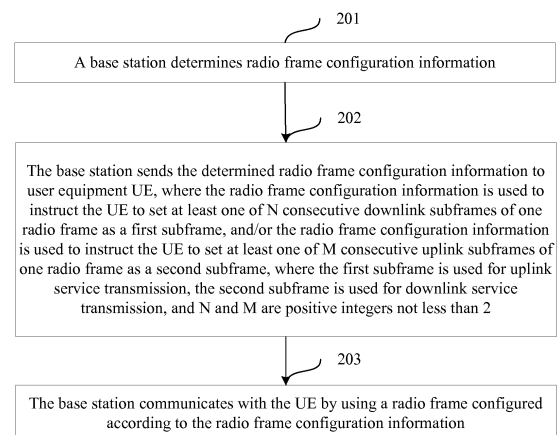 201
A base station determines radio frame configuration information
202
The base station sends the determined radio frame configuration information to
user equipment UE, where the radio frame configuration information is used to
instruct the UE to set at least one of N consecutive downlink subframes of one
radio frame as a first subframe, and/or the radio frame configuration information
is used to instruct the UE to set at least one of M consecutive uplink subframes of
one radio frame as a second subframe, where the first subframe is used for uplink
service transmission, the second subframe is used for downlink service
transmission, and N and M are positive integers not less than 2
203
The base station communicates with the UE by using a radio frame configured
according to the radio frame configuration information